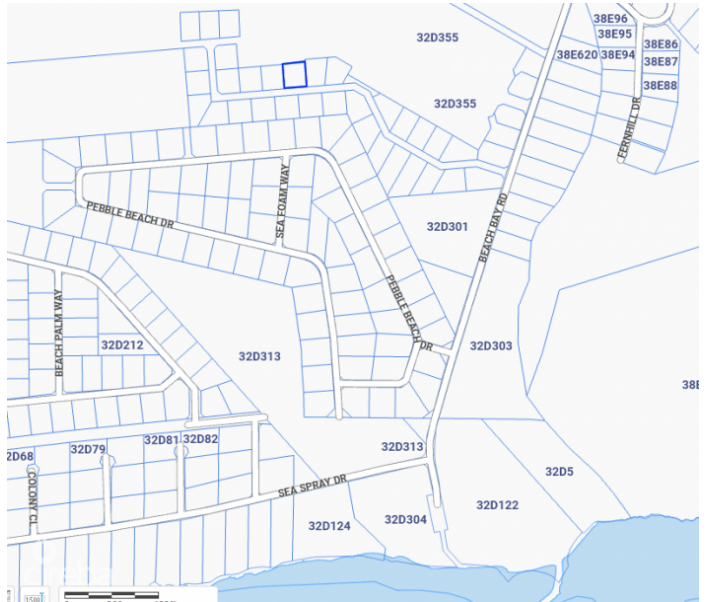 38E96
32D355
38E95
38E86
38E620
38E94
38E87
38E88
32D355
FERNHILL DR
SEA FOAM WAY
PEBBLE BEACH DR
32D301
BEACH BAY RD
BEACH PALM WAY
PEBBLE BEACH DR
32D212
32D313
32D303
38E
32D81
32D82
32D79
32D313
2D68
32D5
COLONY CL
SEA SPRAY DR
32D122
32D304
32D124